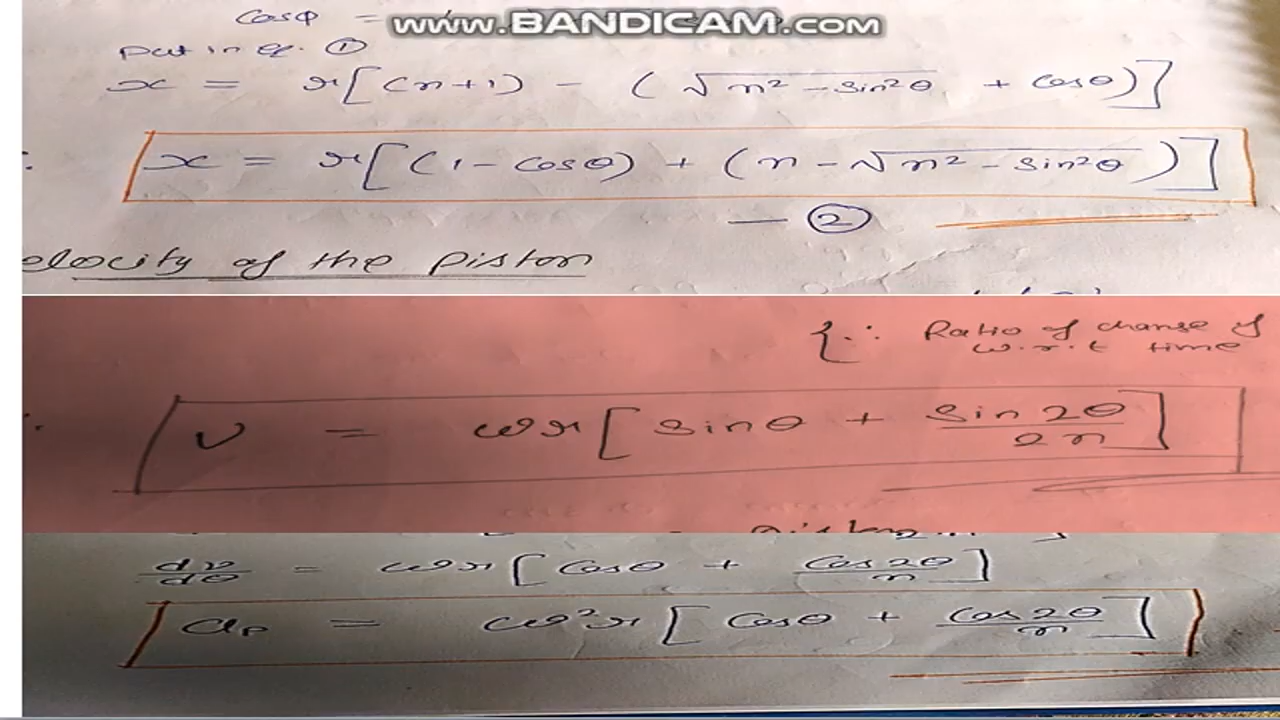 Cosφ =
www.BANDICAM.com
Put in eq. ①
x = r[(n+1) - (√n² - sin²θ + Cosθ)]
∴ x = r[(1 - Cosθ) + (n - √n² - sin²θ)]
— ②
elocity of the Piston
{∵ Ratio of change of
w.r.t time
∴ v = ωr[sinθ + sin2θ/2n]
dv/dθ = ωr[Cosθ + Cos2θ/n]
aₚ = ω²r[Cosθ + Cos2θ/n]